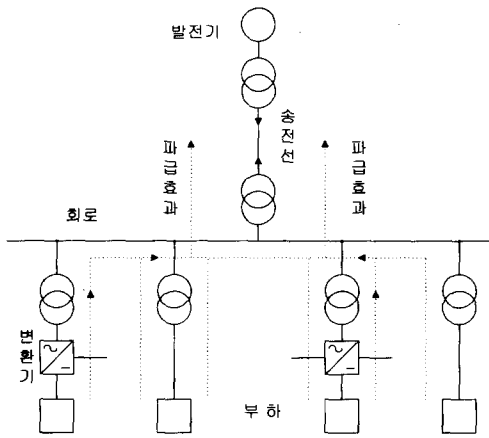 발전기
송전선
파급효과
파급효과
회로
변환기
부 하